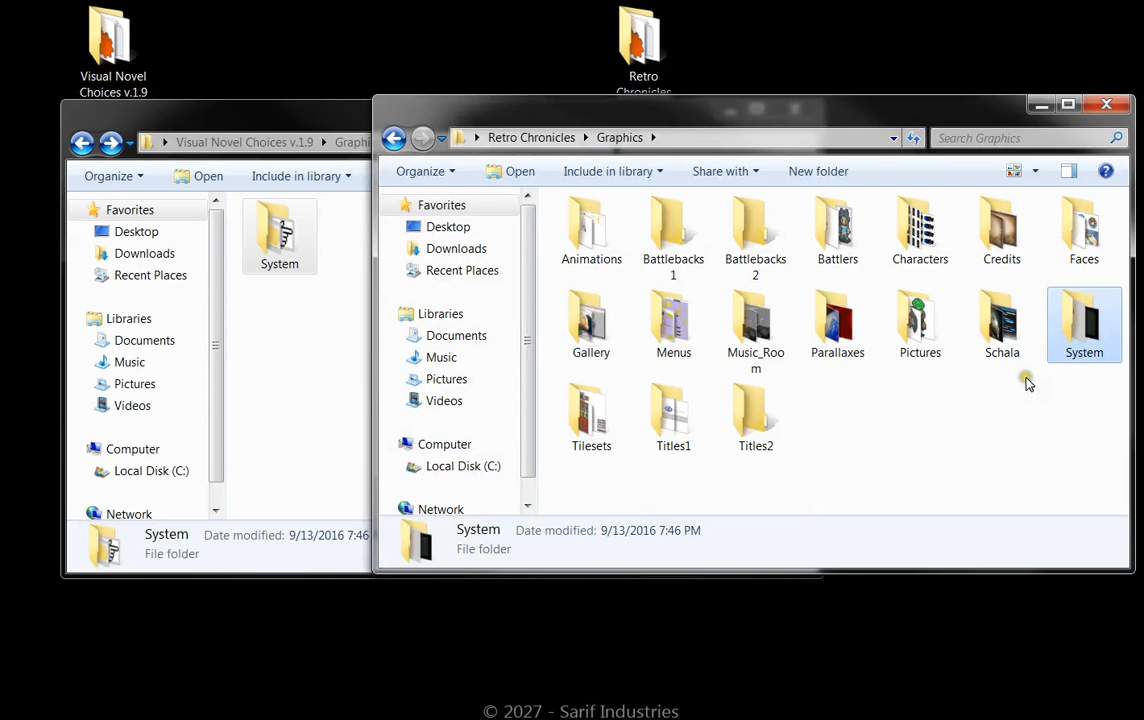 Visual Novel
Choices v.1.9
Retro
Chronicles
Visual Novel Choices v.1.9
Organize
Open
Include in library
Favorites
Desktop
Downloads
Recent Places
Libraries
Documents
Music
Pictures
Videos
Computer
Local Disk (C:)
Network
System
System
Date modified: 9/13/2016 7:46
File folder
Retro Chronicles
Graphics
Search Graphics
Organize
Open
Include in library
Share with
New folder
Favorites
Desktop
Downloads
Recent Places
Libraries
Documents
Music
Pictures
Videos
Computer
Local Disk (C:)
Network
Animations
Battlebacks
1
Battlebacks
2
Battlers
Characters
Credits
Faces
Gallery
Menus
Music_Roo
m
Parallaxes
Pictures
Schala
System
Tilesets
Titles1
Titles2
System
Date modified: 9/13/2016 7:46 PM
File folder
© 2027 - Sarif Industries